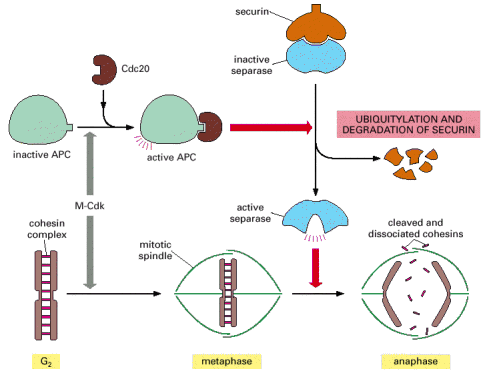 securin
Cdc20
inactive
separase
UBIQUITYLATION AND
DEGRADATION OF SECURIN
inactive APC
active APC
M-Cdk
active
separase
cleaved and
dissociated cohesins
cohesin
complex
mitotic
spindle
G2
metaphase
anaphase